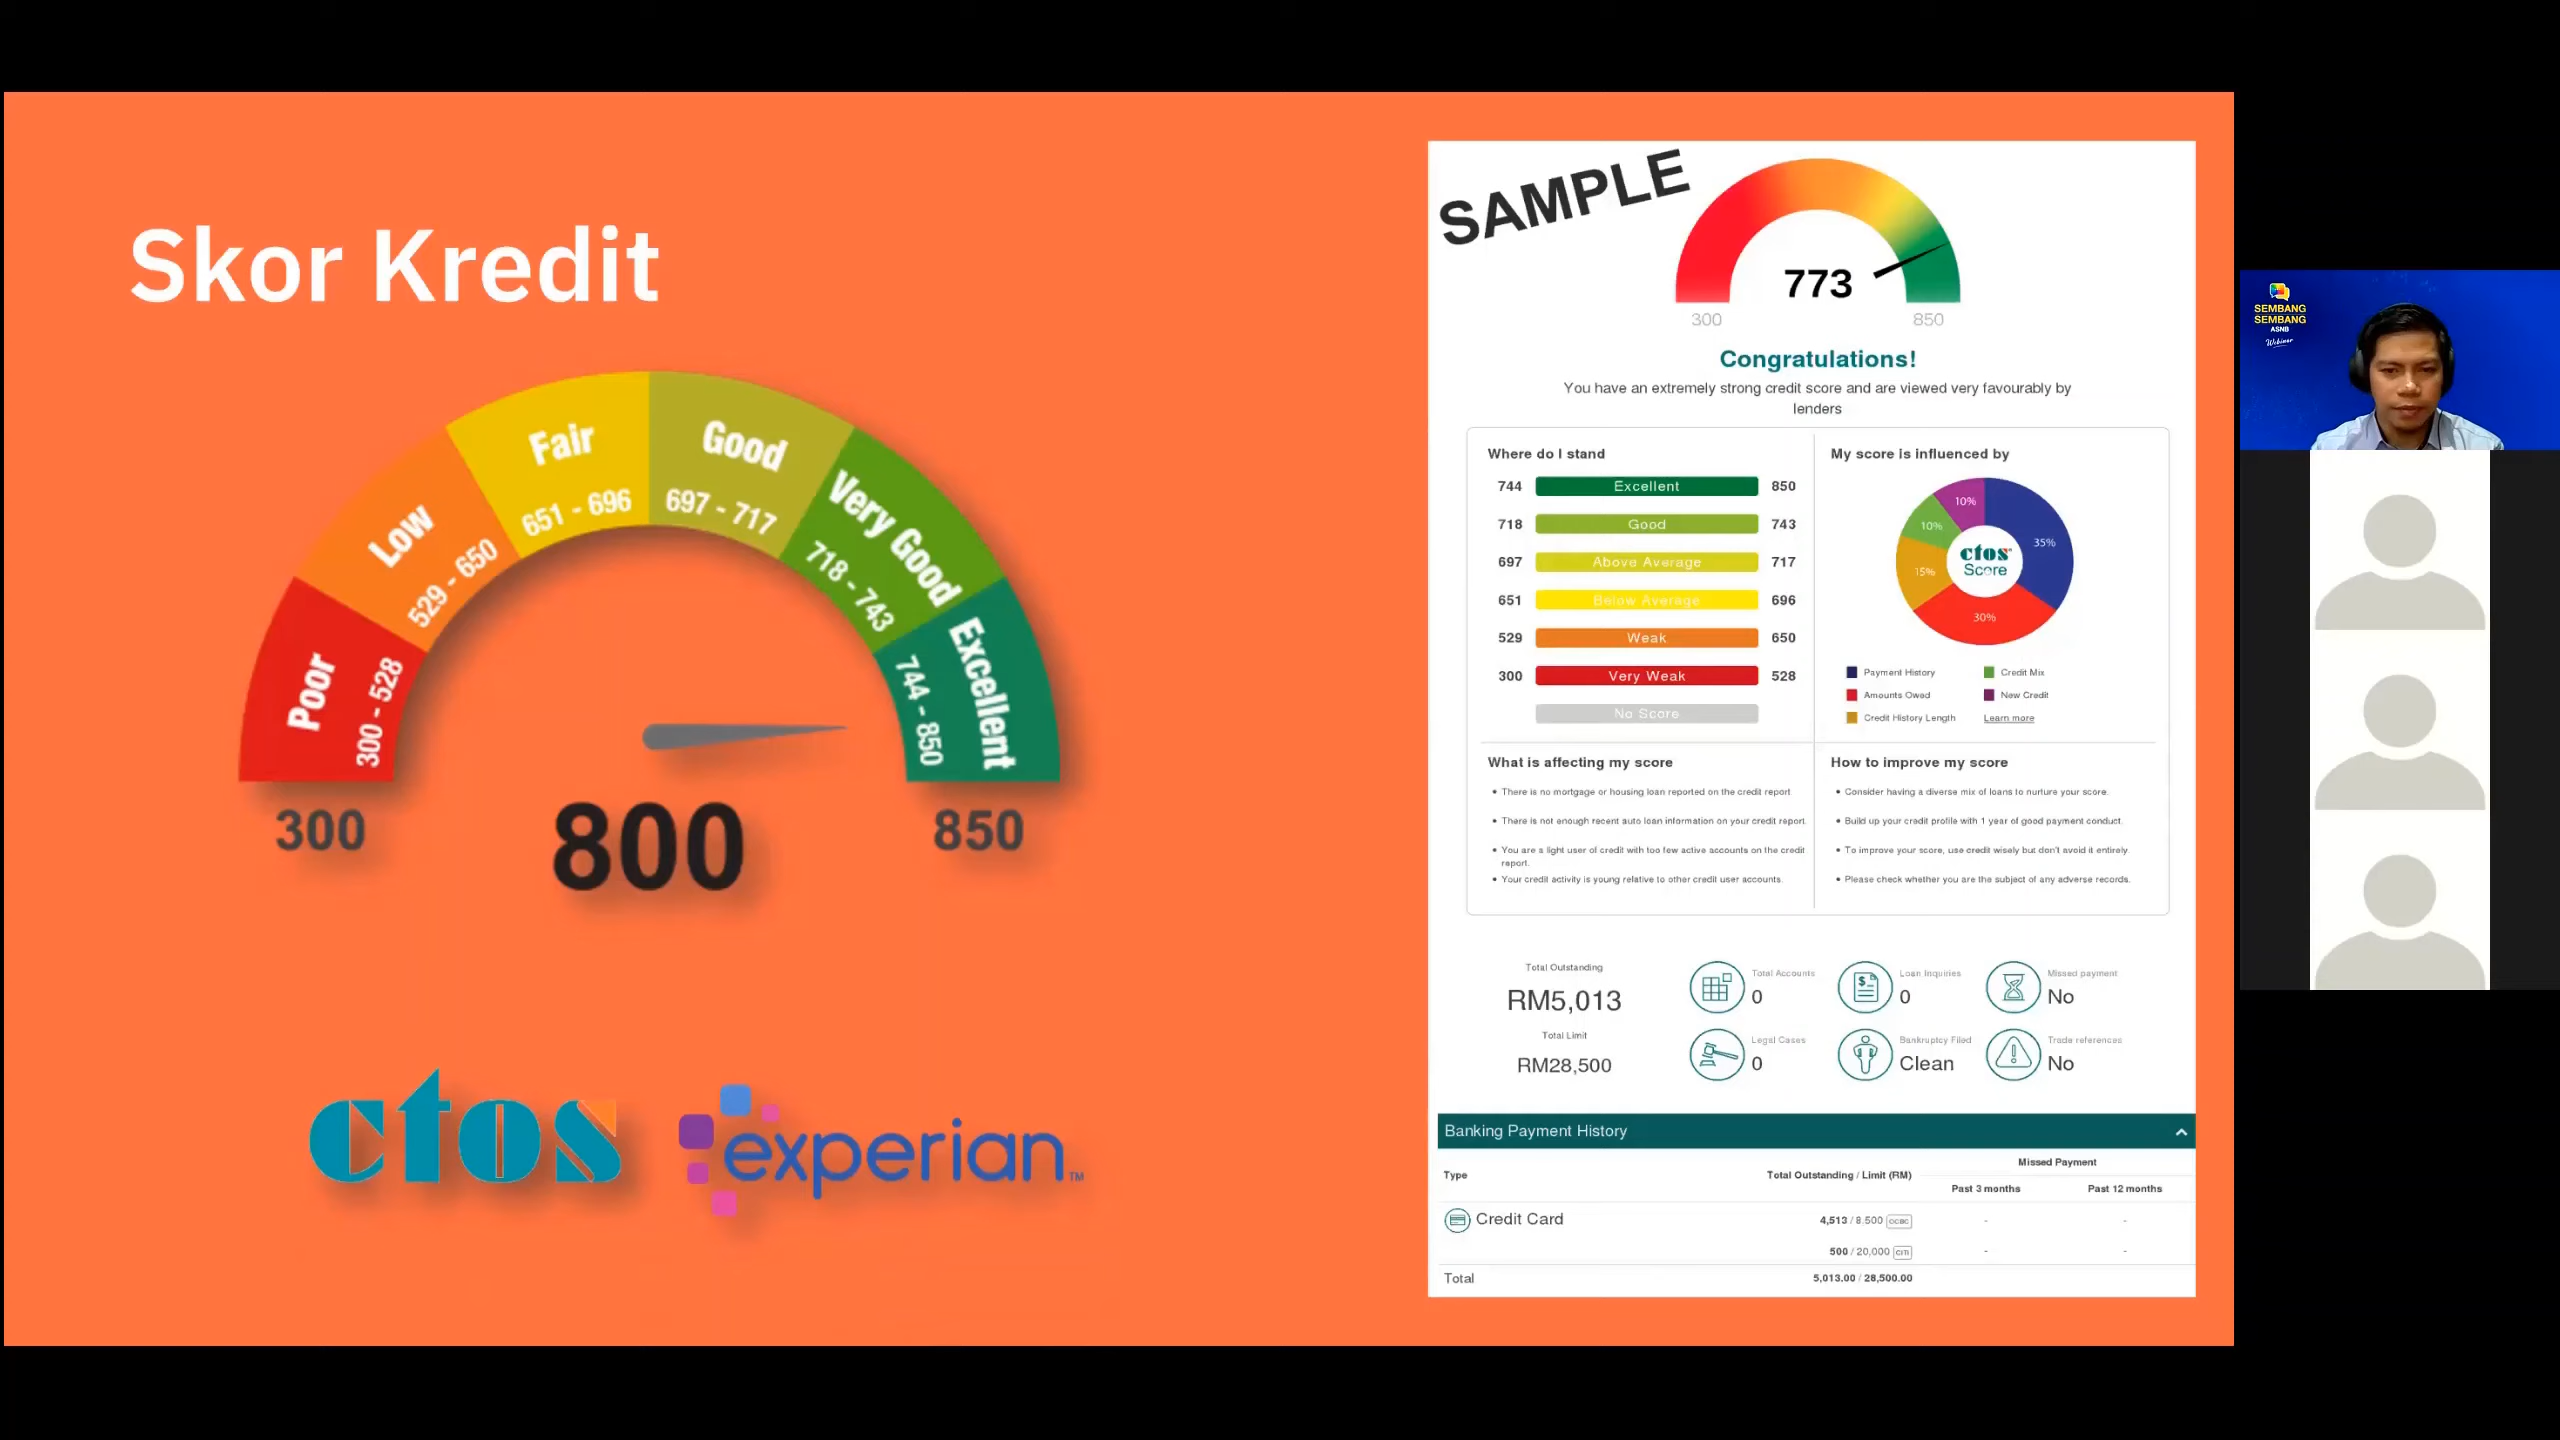 Skor Kredit
Poor
300 - 528
Low
529 - 650
Fair
651 - 696
Good
697 - 717
Very Good
718 - 743
Excellent
744 - 850
300
800
850
ctos
experian™
SAMPLE
773
300
850
Congratulations!
You have an extremely strong credit score and are viewed very favourably by
lenders
Where do I stand
744 Excellent 850
718 Good 743
697 Above Average 717
651 Below Average 696
529 Weak 650
300 Very Weak 528
No Score
My score is influenced by
10%
10%
35%
15%
30%
ctos
Score
Payment History
Credit Mix
Amounts Owed
New Credit
Credit History Length
Learn more
What is affecting my score
• There is no mortgage or housing loan reported on the credit report
• There is not enough recent auto loan information on your credit report.
• You are a light user of credit with too few active accounts on the credit
report.
• Your credit activity is young relative to other credit user accounts.
How to improve my score
• Consider having a diverse mix of loans to nurture your score.
• Build up your credit profile with 1 year of good payment conduct.
• To improve your score, use credit wisely but don't avoid it entirely.
• Please check whether you are the subject of any adverse records.
Total Outstanding
RM5,013
Total Limit
RM28,500
Total Accounts
0
Loan Inquiries
0
Missed payment
No
Legal Cases
0
Bankruptcy Filed
Clean
Trade references
No
Banking Payment History
Type
Total Outstanding / Limit (RM)
Missed Payment
Past 3 months
Past 12 months
Credit Card
4,513 / 8,500 OCBC - -
500 / 20,000 CITI - -
Total 5,013.00 / 28,500.00
SEMBANG
SEMBANG
ASNB
Webinar